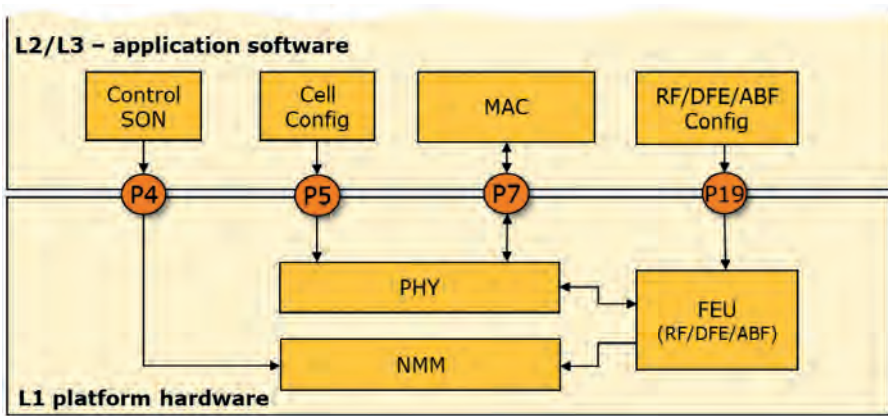 L2/L3 – application software
Control
SON
Cell
Config
MAC
RF/DFE/ABF
Config
P4
P5
P7
P19
PHY
FEU
(RF/DFE/ABF)
NMM
L1 platform hardware